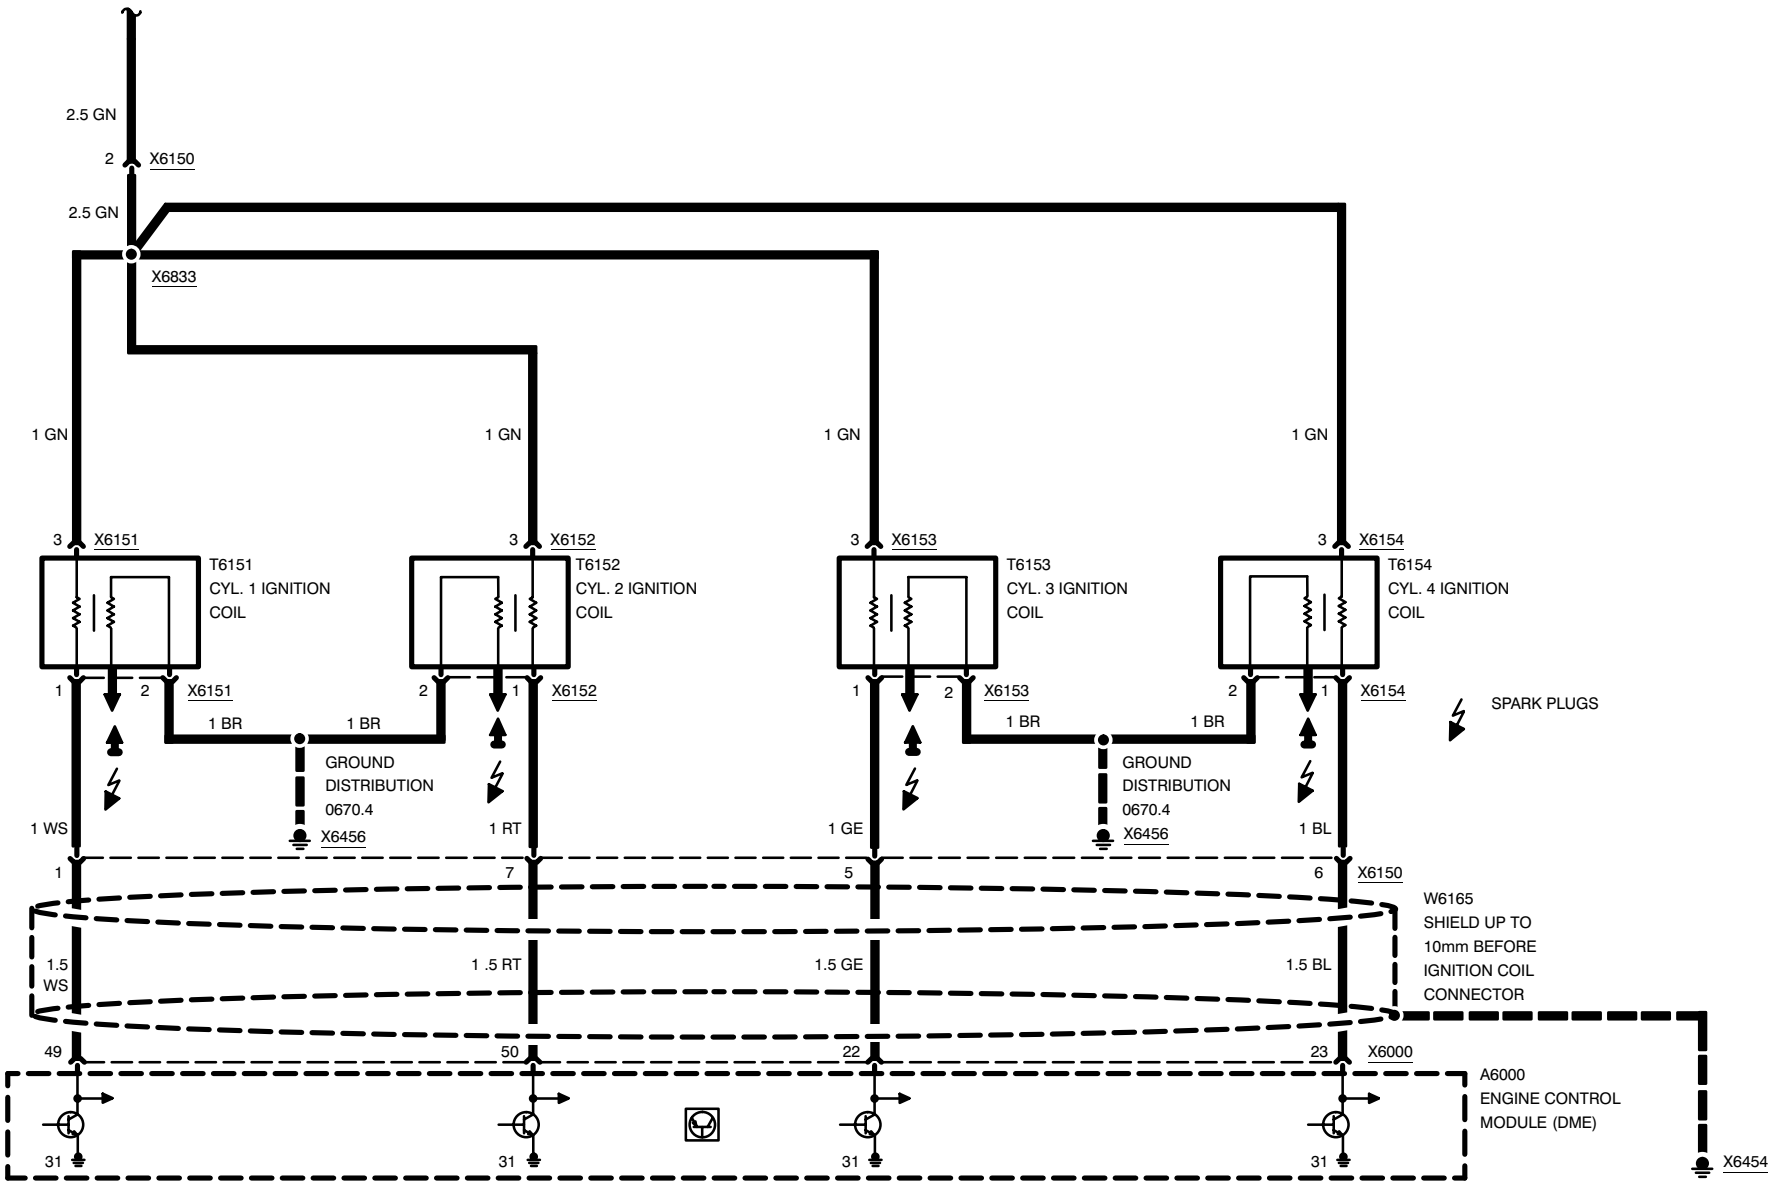 2.5 GN
2 X6150
2.5 GN
X6833
1 GN 1 GN 1 GN 1 GN
3 X6151 3 X6152 3 X6153 3 X6154
T6151
CYL. 1 IGNITION
COIL
T6152
CYL. 2 IGNITION
COIL
T6153
CYL. 3 IGNITION
COIL
T6154
CYL. 4 IGNITION
COIL
1 2 X6151 2 1 X6152 1 2 X6153 2 1 X6154
SPARK PLUGS
1 BR 1 BR 1 BR 1 BR
GROUND
DISTRIBUTION
0670.4
X6456
GROUND
DISTRIBUTION
0670.4
X6456
1 WS 1 RT 1 GE 1 BL
1 7 5 6 X6150
W6165
SHIELD UP TO
10mm BEFORE
IGNITION COIL
CONNECTOR
1.5
WS
1 .5 RT 1.5 GE 1.5 BL
49 50 22 23 X6000
A6000
ENGINE CONTROL
MODULE (DME)
31 31 31 31
X6454